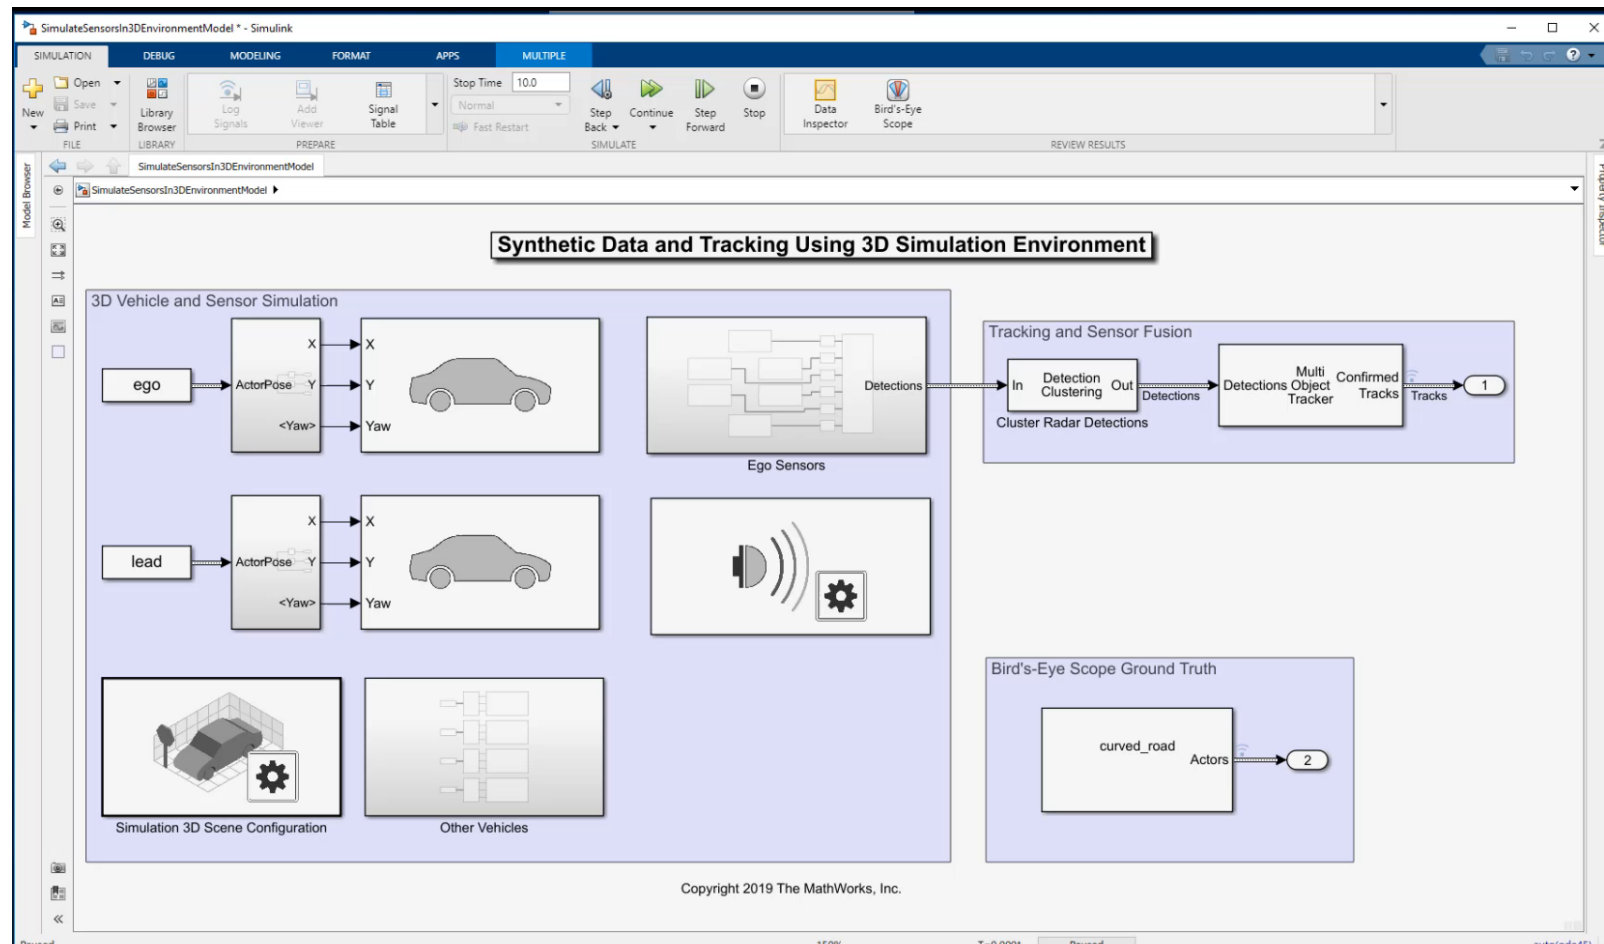 SimulateSensorsIn3DEnvironmentModel * - Simulink
SIMULATION DEBUG MODELING FORMAT APPS MULTIPLE
New
Open
Save
Print
FILE
Library
Browser
LIBRARY
Log
Signals
Add
Viewer
Signal
Table
PREPARE
Stop Time 10.0
Normal
Fast Restart
Step
Back
Continue
Step
Forward
Stop
SIMULATE
Data
Inspector
Bird's-Eye
Scope
REVIEW RESULTS
Model Browser
Property Inspector
SimulateSensorsIn3DEnvironmentModel
SimulateSensorsIn3DEnvironmentModel
Synthetic Data and Tracking Using 3D Simulation Environment
3D Vehicle and Sensor Simulation
ego
ActorPose
X
Y
<Yaw>
X
Y
Yaw
Detections
Ego Sensors
lead
ActorPose
X
Y
<Yaw>
X
Y
Yaw
Simulation 3D Scene Configuration
Other Vehicles
Tracking and Sensor Fusion
In
Detection
Clustering
Out
Cluster Radar Detections
Detections
Detections
Multi
Object
Tracker
Confirmed
Tracks
Tracks
1
Bird's-Eye Scope Ground Truth
curved_road
Actors
2
Copyright 2019 The MathWorks, Inc.